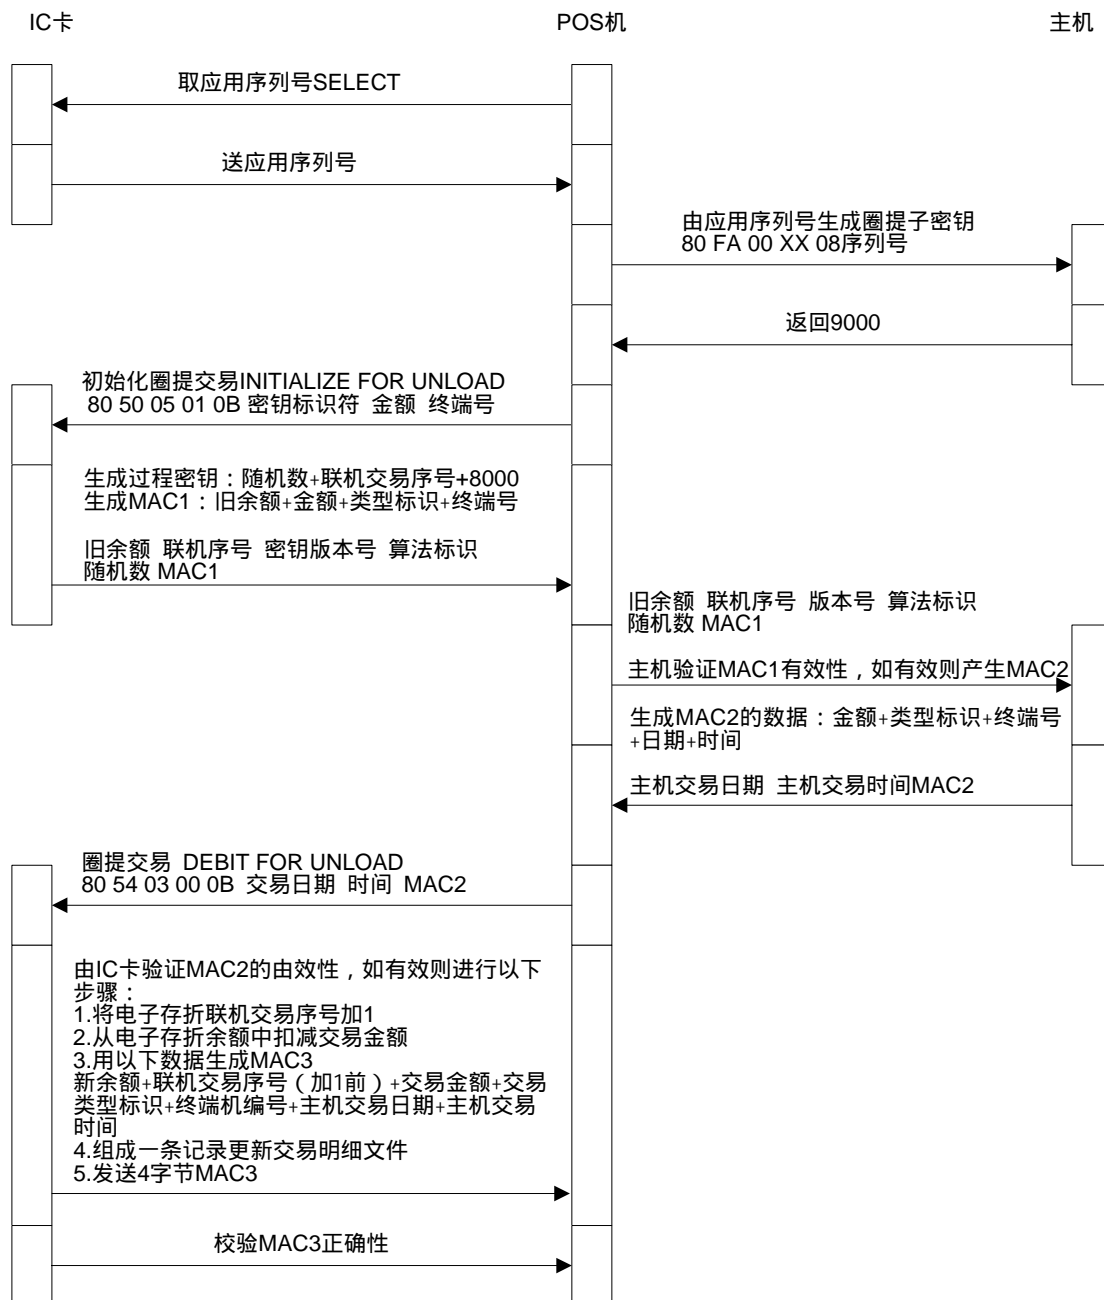 IC卡
POS机
主机
取应用序列号SELECT
送应用序列号
由应用序列号生成圈提子密钥
80 FA 00 XX 08序列号
返回9000
初始化圈提交易INITIALIZE FOR UNLOAD
80 50 05 01 0B 密钥标识符 金额 终端号
生成过程密钥：随机数+联机交易序号+8000
生成MAC1：旧余额+金额+类型标识+终端号
旧余额 联机序号 密钥版本号 算法标识
随机数 MAC1
旧余额 联机序号 版本号 算法标识
随机数 MAC1
主机验证MAC1有效性，如有效则产生MAC2
生成MAC2的数据：金额+类型标识+终端号
+日期+时间
主机交易日期 主机交易时间MAC2
圈提交易 DEBIT FOR UNLOAD
80 54 03 00 0B 交易日期 时间 MAC2
由IC卡验证MAC2的由效性，如有效则进行以下
步骤：
1.将电子存折联机交易序号加1
2.从电子存折余额中扣减交易金额
3.用以下数据生成MAC3
新余额+联机交易序号（加1前）+交易金额+交易
类型标识+终端机编号+主机交易日期+主机交易
时间
4.组成一条记录更新交易明细文件
5.发送4字节MAC3
校验MAC3正确性